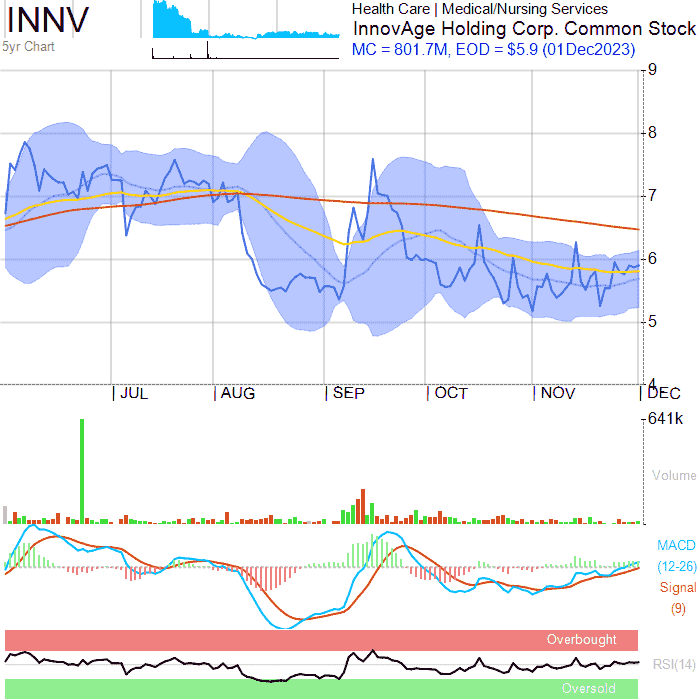 INNV
5yr Chart
Health Care | Medical/Nursing Services
InnovAge Holding Corp. Common Stock
MC = 801.7M, EOD = $5.9 (01Dec2023)
9
8
7
6
5
4
JUL AUG SEP OCT NOV DEC
641k
Volume
MACD
(12-26)
Signal
(9)
Overbought
RSI(14)
Oversold